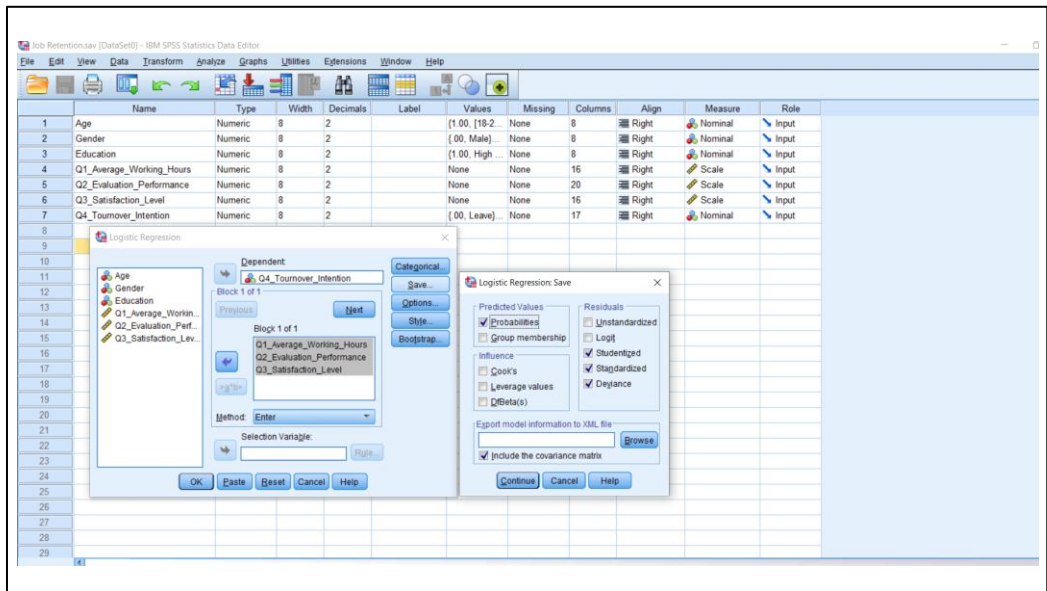 Job Retention.sav [DataSet0] - IBM SPSS Statistics Data Editor
File Edit View Data Transform Analyze Graphs Utilities Extensions Window Help
Name Type Width Decimals Label Values Missing Columns Align Measure Role
1 Age Numeric 8 2 {1.00, [18-2... None 8 Right Nominal Input
2 Gender Numeric 8 2 {.00, Male}... None 8 Right Nominal Input
3 Education Numeric 8 2 {1.00, High ... None 8 Right Nominal Input
4 Q1_Average_Working_Hours Numeric 8 2 None None 16 Right Scale Input
5 Q2_Evaluation_Performance Numeric 8 2 None None 20 Right Scale Input
6 Q3_Satisfaction_Level Numeric 8 2 None None 16 Right Scale Input
7 Q4_Tournover_Intention Numeric 8 2 {.00, Leave}... None 17 Right Nominal Input
8
9
10
11
12
13
14
15
16
17
18
19
20
21
22
23
24
25
26
27
28
29
Logistic Regression
Age
Gender
Education
Q1_Average_Workin...
Q2_Evaluation_Perf...
Q3_Satisfaction_Lev...
Dependent:
Q4_Tournover_Intention
Block 1 of 1
Previous Next
Block 1 of 1
Q1_Average_Working_Hours
Q2_Evaluation_Performance
Q3_Satisfaction_Level
>a*b>
Method: Enter
Selection Variable:
Rule...
Categorical...
Save...
Options...
Style...
Bootstrap...
OK Paste Reset Cancel Help
Logistic Regression: Save
Predicted Values
Probabilities
Group membership
Influence
Cook's
Leverage values
DfBeta(s)
Residuals
Unstandardized
Logit
Studentized
Standardized
Deviance
Export model information to XML file
Browse
Include the covariance matrix
Continue Cancel Help